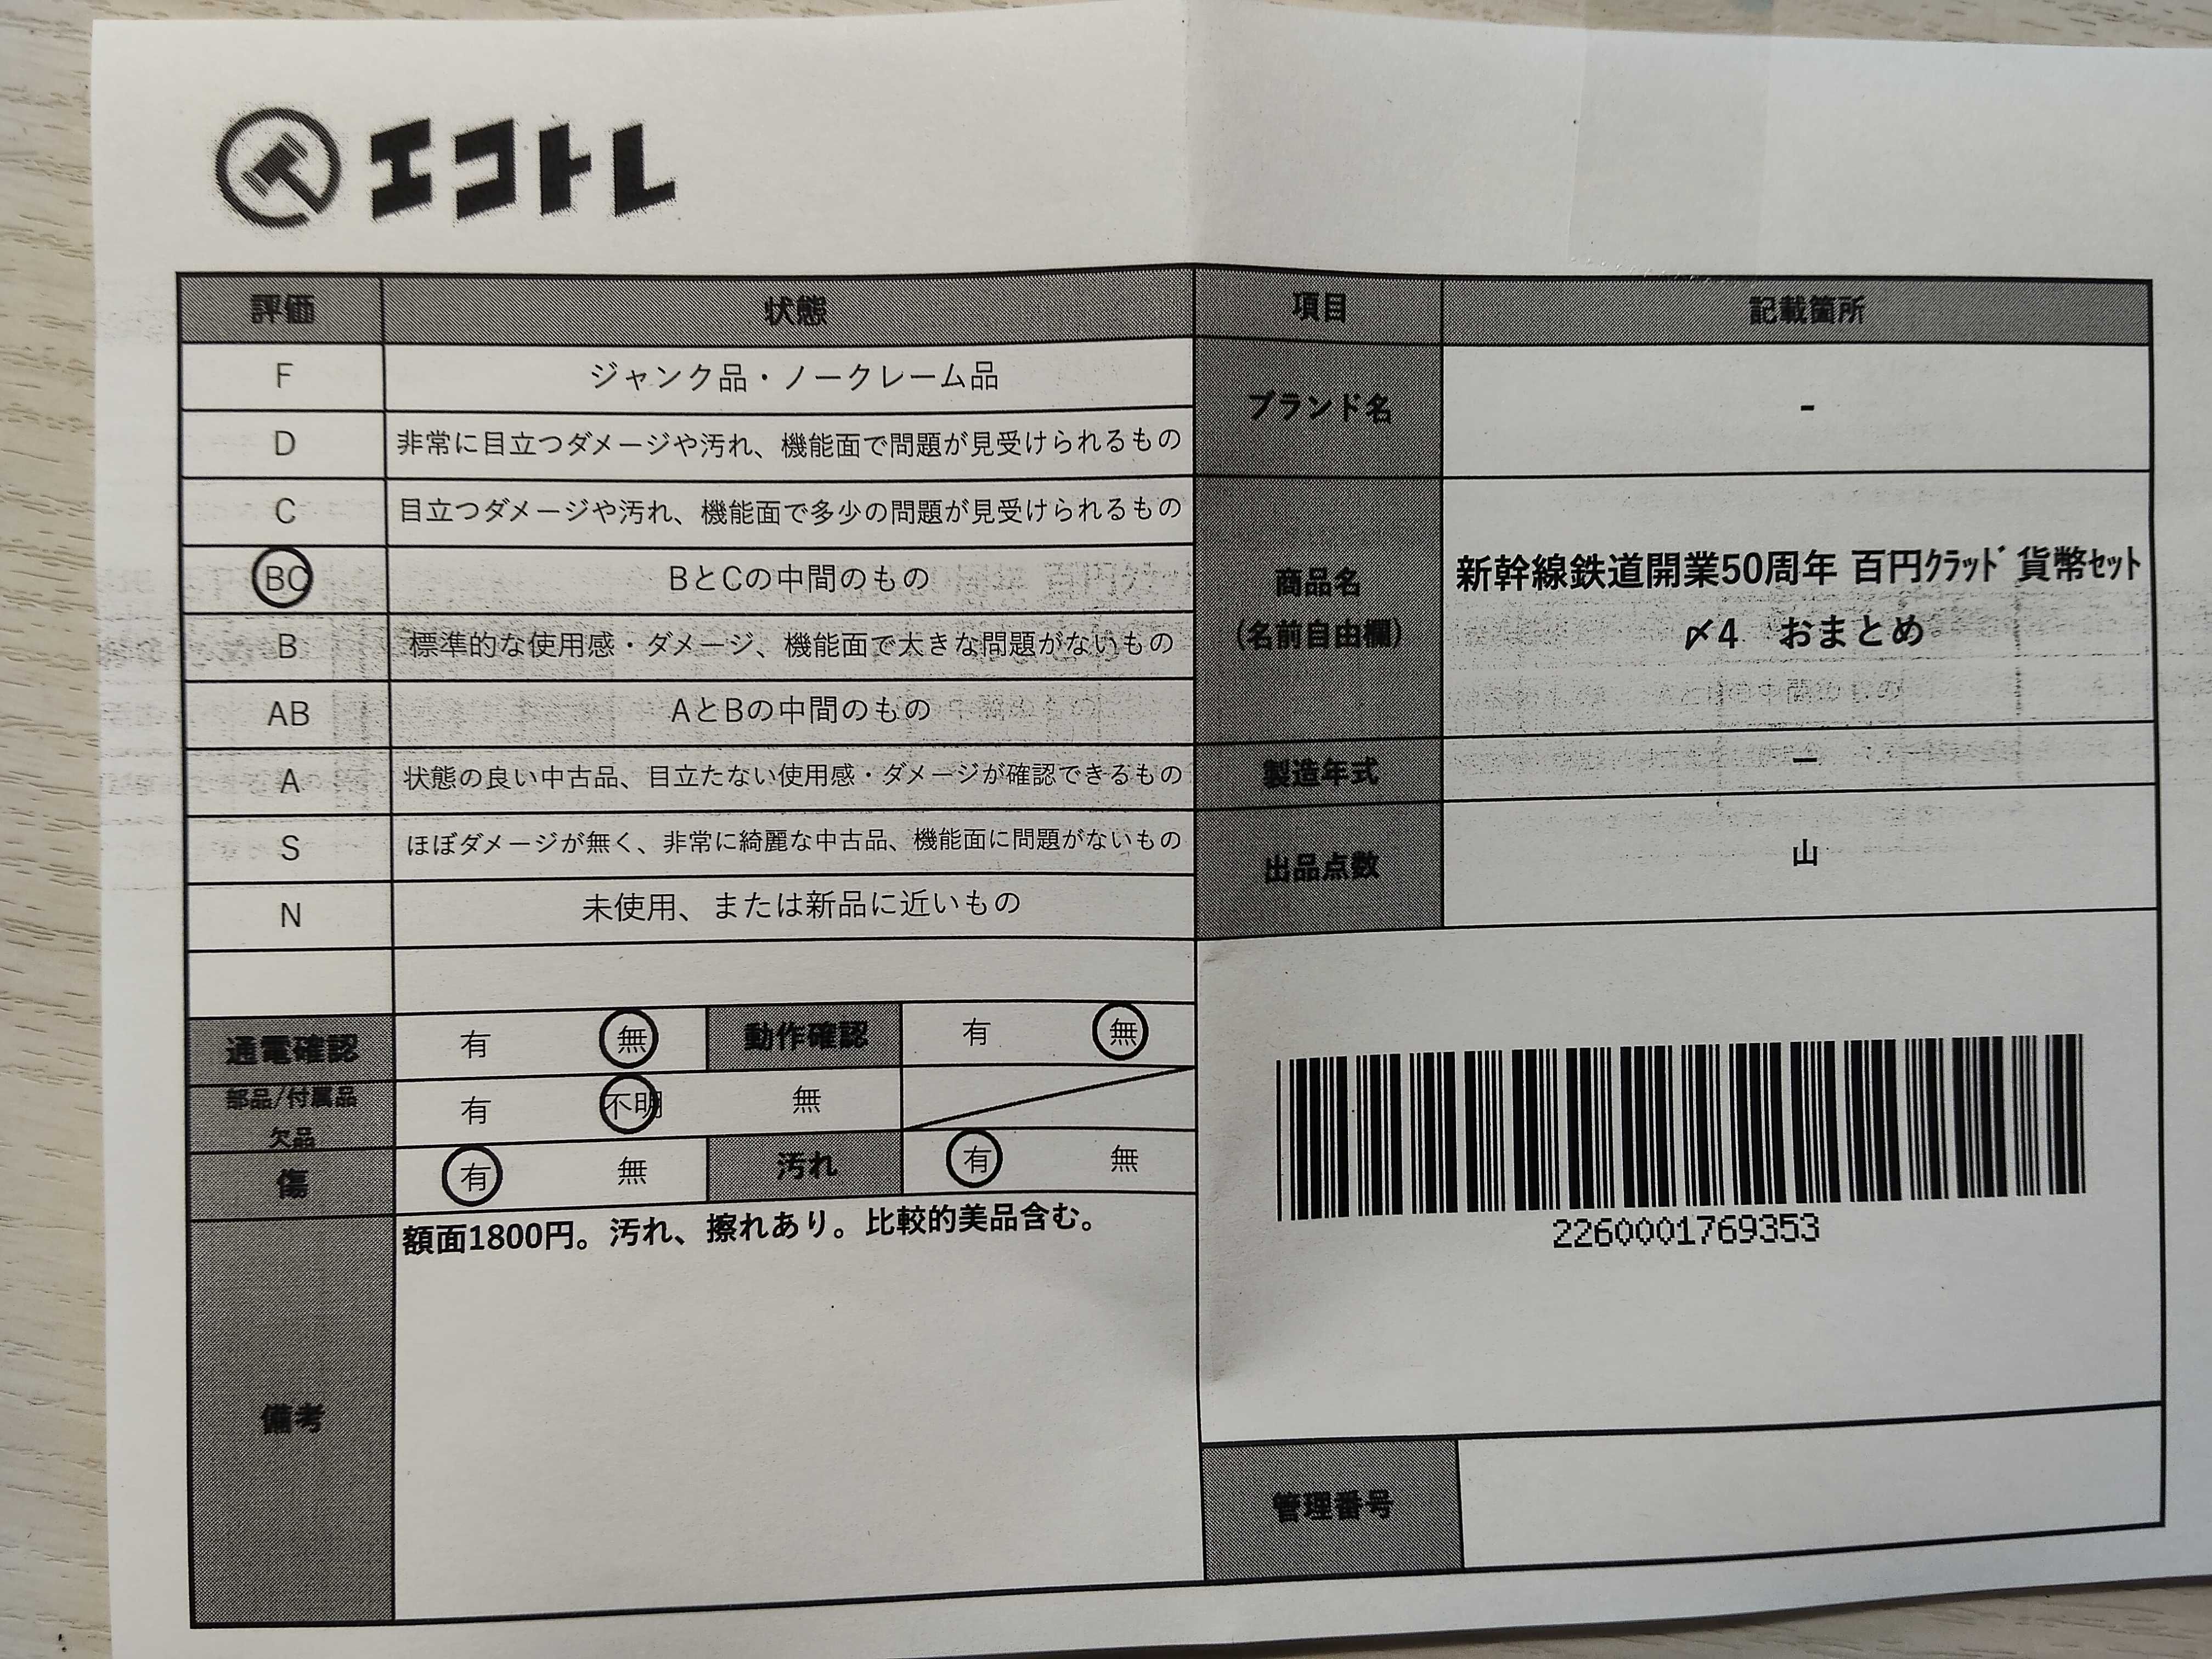 エコトレ
評価 状態
F ジャンク品・ノークレーム品
D 非常に目立つダメージや汚れ、機能面で問題が見受けられるもの
C 目立つダメージや汚れ、機能面で多少の問題が見受けられるもの
BC BとCの中間のもの
B 標準的な使用感・ダメージ、機能面で大きな問題がないもの
AB AとBの中間のもの
A 状態の良い中古品、目立たない使用感・ダメージが確認できるもの
S ほぼダメージが無く、非常に綺麗な中古品、機能面に問題がないもの
N 未使用、または新品に近いもの
通電確認 有 無 動作確認 有 無
部品/付属品
欠品 有 不明 無
傷 有 無 汚れ 有 無
備考 額面1800円。汚れ、擦れあり。比較的美品含む。
項目 記載箇所
ブランド名 -
商品名
(名前自由欄)
新幹線鉄道開業50周年 百円ｸﾗｯﾄﾞ貨幣ｾｯﾄ
〆4 おまとめ
製造年式 ー
出品点数 山
2260001769353
管理番号